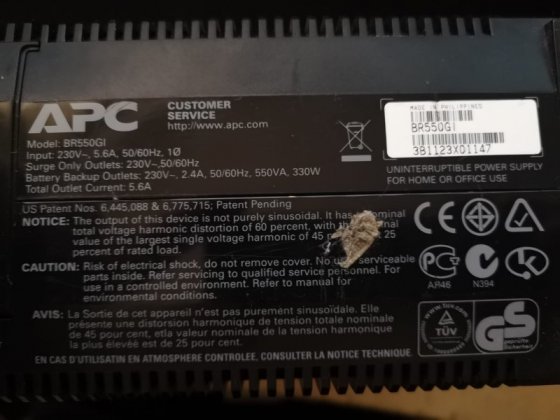 APC
CUSTOMER
SERVICE
http://www.apc.com
Model: BR550GI
Input: 230V~, 5.6A, 50/60Hz, 1Ø
Surge Only Outlets: 230V~,50/60Hz
Battery Backup Outlets: 230V~, 2.4A, 50/60Hz, 550VA, 330W
Total Outlet Current: 5.6A
MADE IN PHILIPPINES
BR550GI
3B1123X01147
UNINTERRUPTIBLE POWER SUPPLY
FOR HOME OR OFFICE USE
US Patent Nos. 6,445,088 & 6,775,715; Patent Pending
NOTICE: The output of this device is not purely sinusoidal. It has nominal
total voltage harmonic distortion of 60 percent, with
value of the largest single voltage harmonic of 45 25
percent of rated load.
CAUTION: Risk of electrical shock, do not remove cover. No serviceable
parts inside. Refer servicing to qualified service personnel. For
use in a controlled environment. Refer to manual for
environmental conditions.
AVIS: La Sortie de cet appareil n'est pas purement sinusoïdale. Elle
présente une distorsion harmonique de tension totale nominale
de 60 pour cent, et la valeur nominale de la tension harmonique
la plus élevée est de 25 pour cent.
EN CAS D'UTILISATION EN ATMOSPHERE CONTROLEE, CONSULTER LA NOTICE TECHNIQUE.
CE
AR46
N394
TÜV
GS
geprüfte
Sicherheit